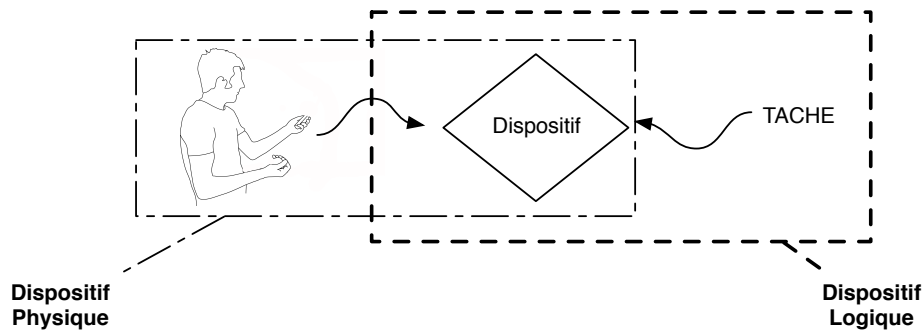 Dispositif
TACHE
Dispositif
Physique
Dispositif
Logique